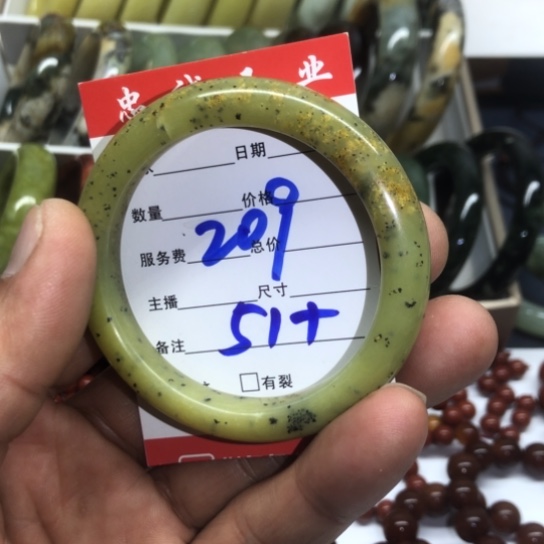 业
日期
数量 价格
209
服务费 总价
主播 尺寸
51+
备注
□有裂